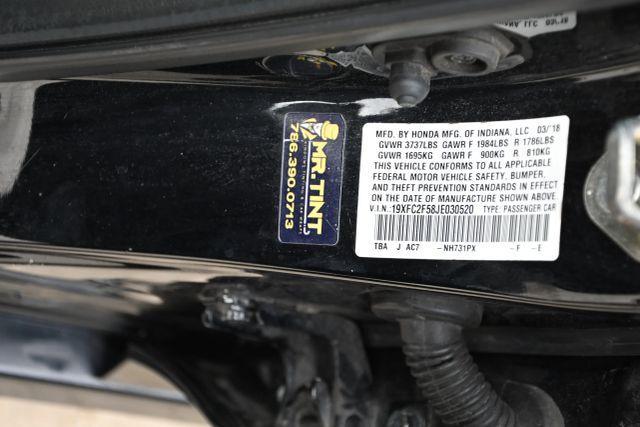 MR. TINT
786.390.0713
MFD. BY HONDA MFG. OF INDIANA, LLC 03/18
GVWR 3737LBS GAWR F 1984LBS R 1786LBS
GVWR 1695KG GAWR F 900KG R 810KG
THIS VEHICLE CONFORMS TO ALL APPLICABLE
FEDERAL MOTOR VEHICLE SAFETY, BUMPER,
AND THEFT PREVENTION STANDARDS IN EFFECT
ON THE DATE OF MANUFACTURE SHOWN ABOVE.
V.I.N.: 19XFC2F58JE030520 TYPE: PASSENGER CAR
TBA J AC7 -NH731PX -F -E